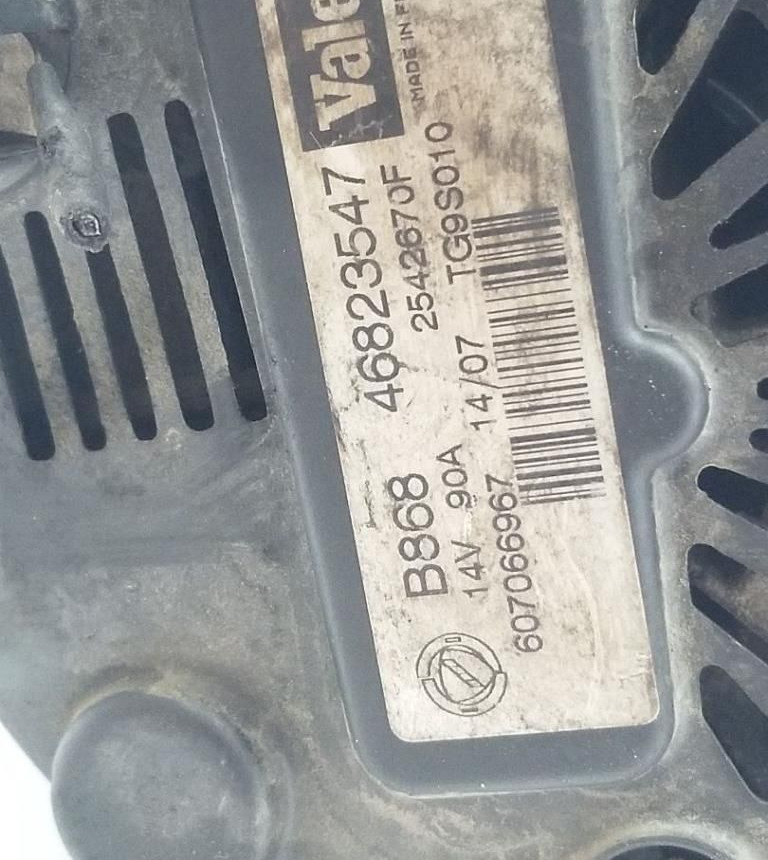 Vale
MADE IN F
B868 46823547
14V 90A 2542670F
607066967 14/07 TG9S010